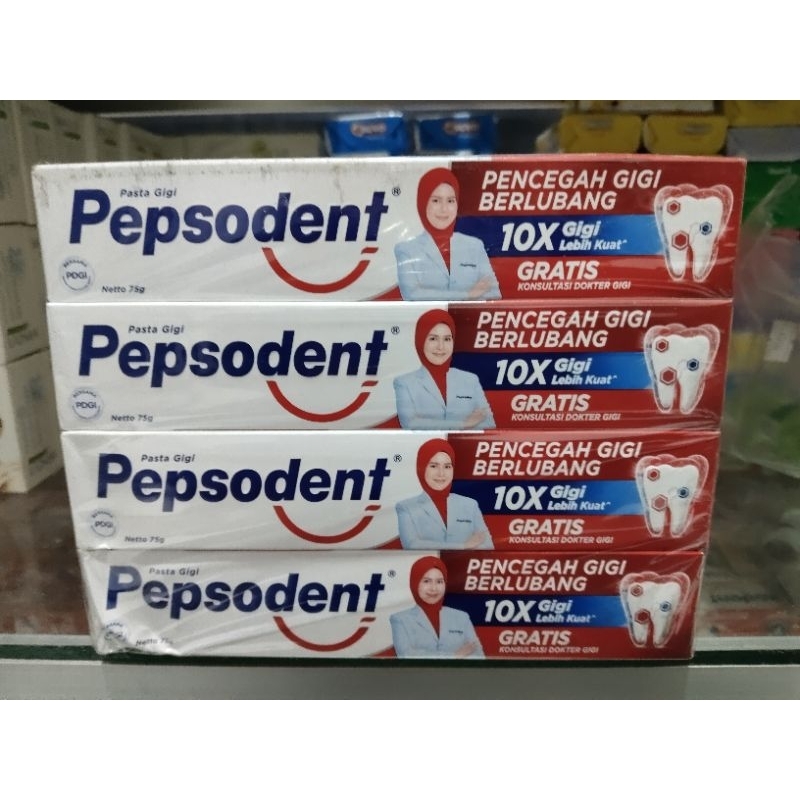 Pasta Gigi
Pepsodent®
BERSAMA
PDGI
Netto 75g
PENCEGAH GIGI
BERLUBANG
10X Gigi
Lebih Kuat^
GRATIS
KONSULTASI DOKTER GIGI
Pasta Gigi
Pepsodent®
BERSAMA
PDGI
Netto 75g
PENCEGAH GIGI
BERLUBANG
10X Gigi
Lebih Kuat^
GRATIS
KONSULTASI DOKTER GIGI
Pasta Gigi
Pepsodent®
PDGI
Netto 75g
PENCEGAH GIGI
BERLUBANG
10X Gigi
Lebih Kuat^
GRATIS
KONSULTASI DOKTER GIGI
Pasta Gigi
Pepsodent®
Netto 75g
PENCEGAH GIGI
BERLUBANG
10X Gigi
Lebih Kuat^
GRATIS
KONSULTASI DOKTER GIGI